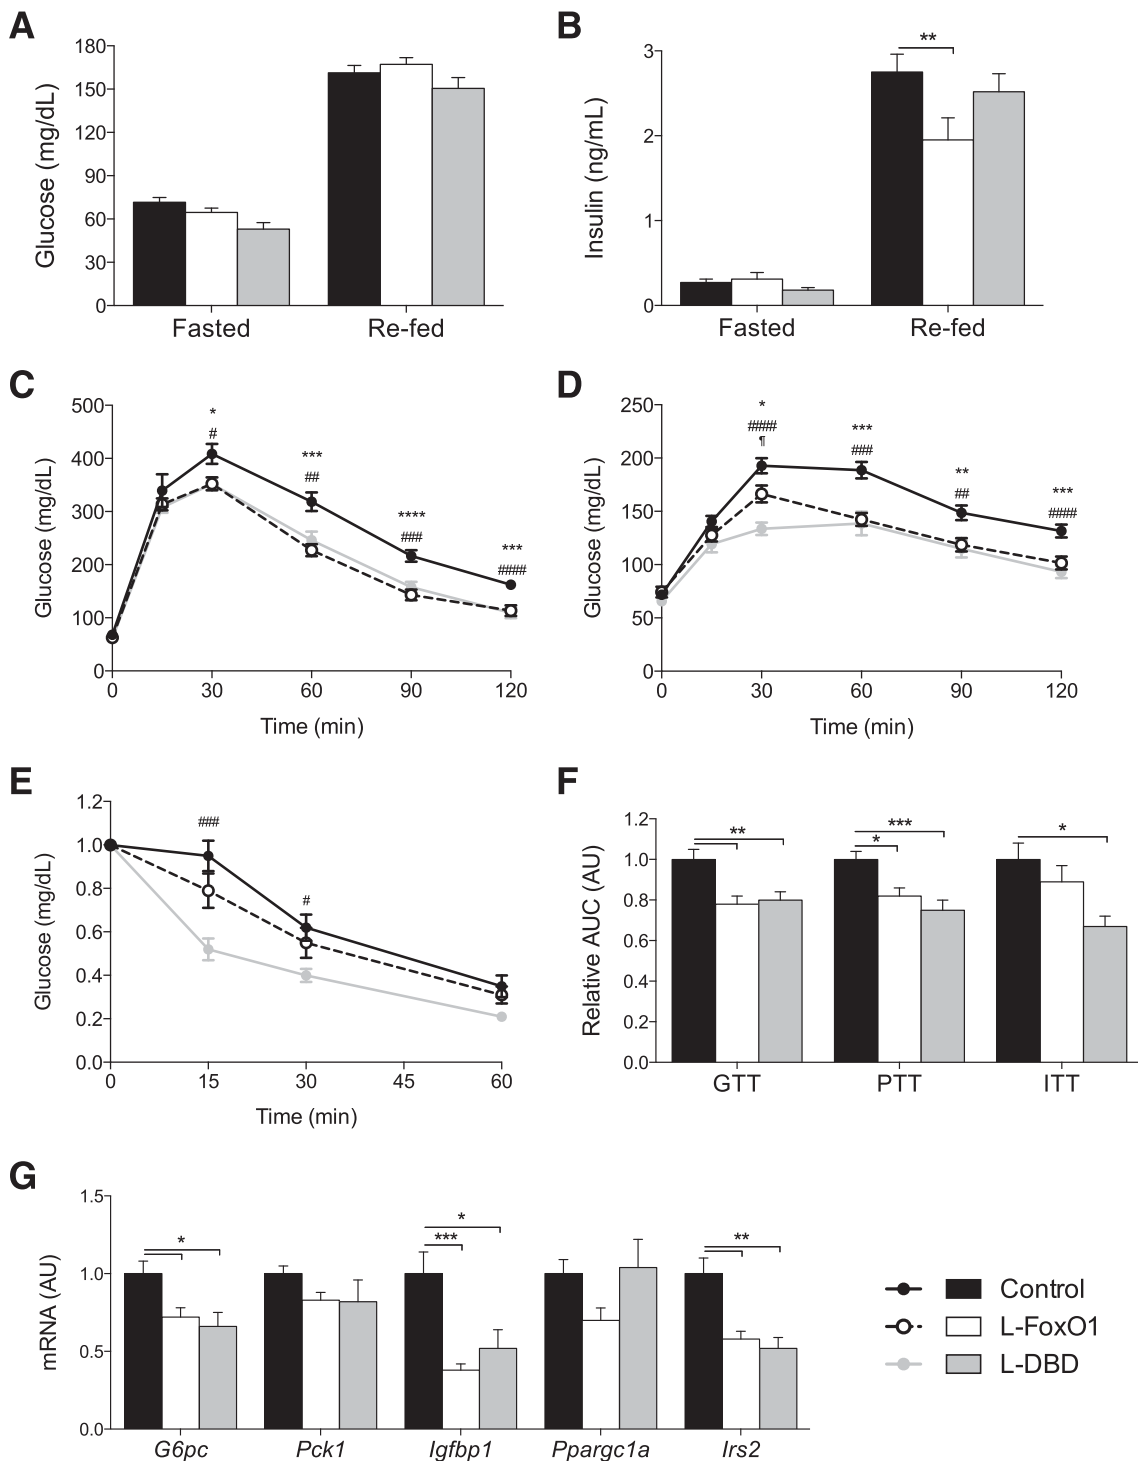 A
Glucose (mg/dL)
180
150
120
90
60
30
0
Fasted
Re-fed
B
Insulin (ng/mL)
3
2
1
0
**
Fasted
Re-fed
C
Glucose (mg/dL)
500
400
300
200
100
0
*
#
***
##
****
###
***
####
0
30
60
90
120
Time (min)
D
Glucose (mg/dL)
250
200
150
100
50
0
*
####
¶
***
###
**
##
***
####
0
30
60
90
120
Time (min)
E
Glucose (mg/dL)
1.2
1.0
0.8
0.6
0.4
0.2
0.0
###
#
0
15
30
45
60
Time (min)
F
Relative AUC (AU)
1.2
1.0
0.8
0.6
0.4
0.2
0.0
**
***
*
*
GTT
PTT
ITT
G
mRNA (AU)
1.5
1.0
0.5
0.0
*
*
***
**
G6pc
Pck1
Igfbp1
Ppargc1a
Irs2
Control
L-FoxO1
L-DBD